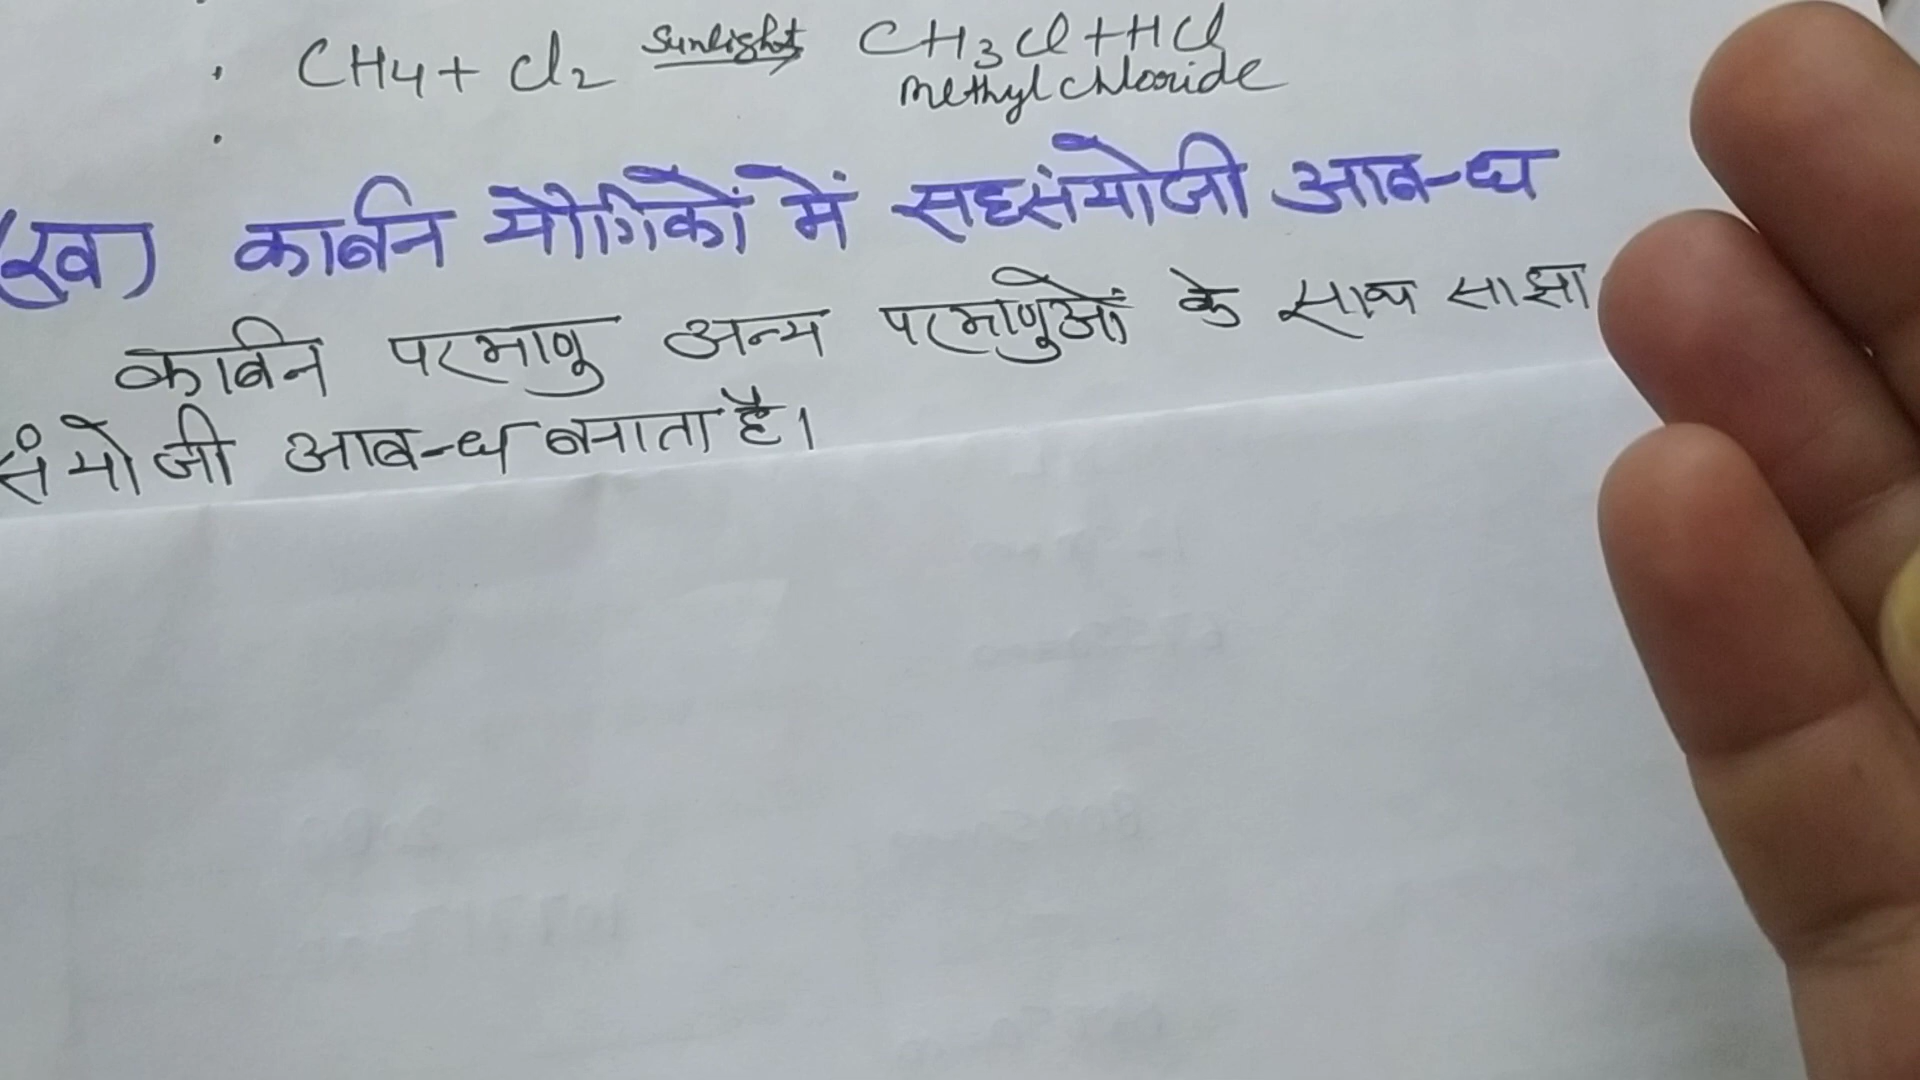 CH4 + Cl2 sunlight→ CH3Cl + HCl
methyl chloride
(ख) कार्बन यौगिकों में सहसंयोजी आबन्ध
कार्बन परमाणु अन्य परमाणुओं के साथ साझा
संयोजी आबन्ध बनाता है।